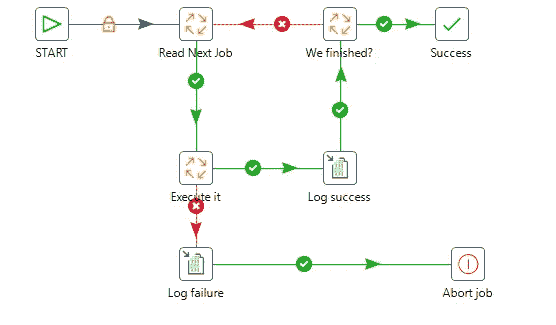 START
Read Next Job
We finished?
Success
Execute it
Log success
Log failure
Abort job